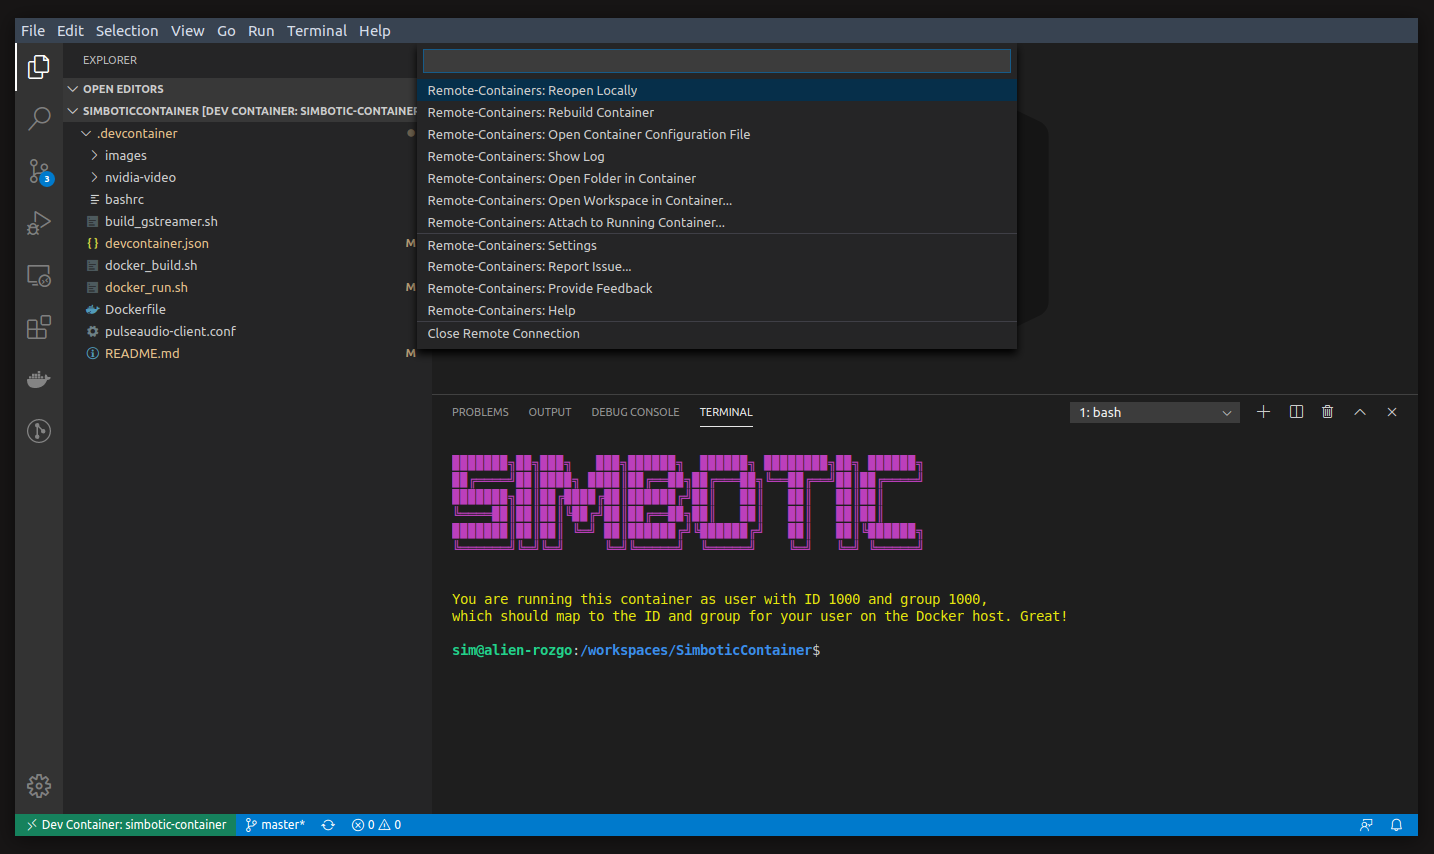 File Edit Selection View Go Run Terminal Help
EXPLORER
OPEN EDITORS
SIMBOTICCONTAINER [DEV CONTAINER: SIMBOTIC-CONTAINER
.devcontainer
images
nvidia-video
bashrc
build_gstreamer.sh
devcontainer.json M
docker_build.sh
docker_run.sh M
Dockerfile
pulseaudio-client.conf
README.md M
3
Remote-Containers: Reopen Locally
Remote-Containers: Rebuild Container
Remote-Containers: Open Container Configuration File
Remote-Containers: Show Log
Remote-Containers: Open Folder in Container
Remote-Containers: Open Workspace in Container...
Remote-Containers: Attach to Running Container...
Remote-Containers: Settings
Remote-Containers: Report Issue...
Remote-Containers: Provide Feedback
Remote-Containers: Help
Close Remote Connection
PROBLEMS OUTPUT DEBUG CONSOLE TERMINAL 1: bash
SIMBOTIC
You are running this container as user with ID 1000 and group 1000,
which should map to the ID and group for your user on the Docker host. Great!
sim@alien-rozgo:/workspaces/SimboticContainer$
Dev Container: simbotic-container master* 0 0